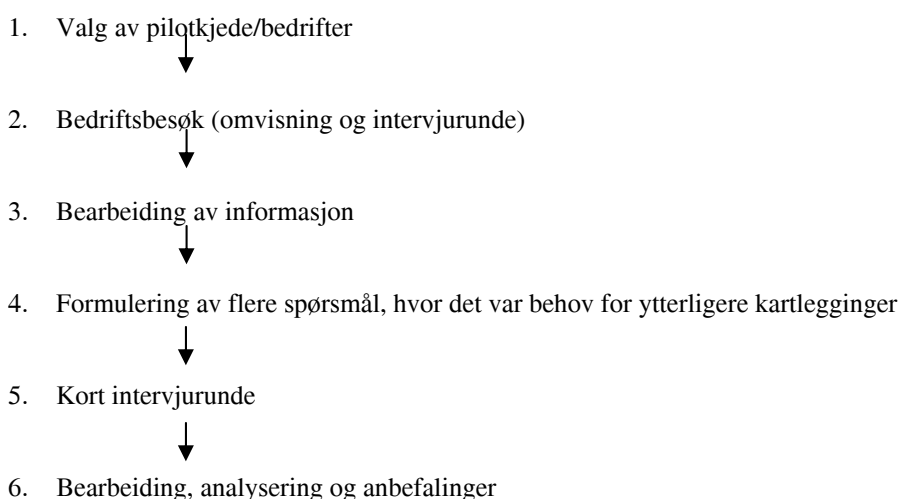 1. Valg av pilotkjede/bedrifter
2. Bedriftsbesøk (omvisning og intervjurunde)
3. Bearbeiding av informasjon
4. Formulering av flere spørsmål, hvor det var behov for ytterligere kartlegginger
5. Kort intervjurunde
6. Bearbeiding, analysering og anbefalinger